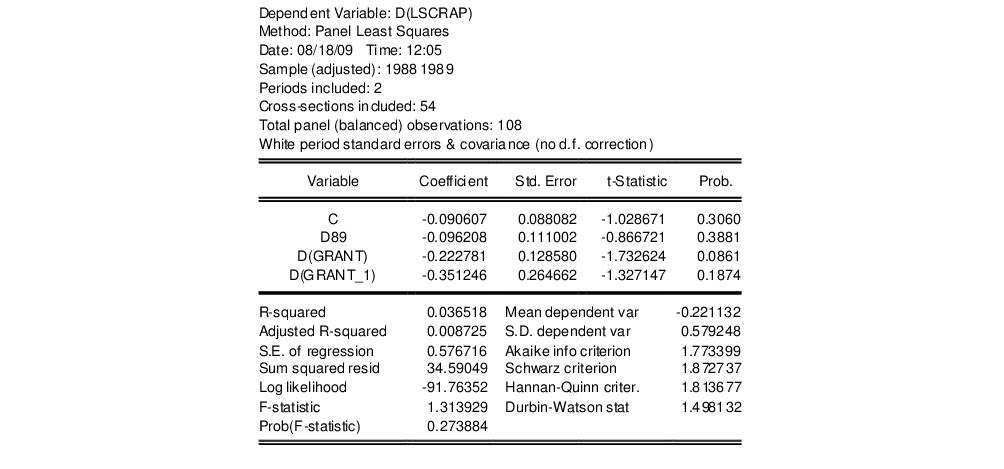 Dependent Variable: D(LSCRAP)
Method: Panel Least Squares
Date: 08/18/09 Time: 12:05
Sample (adjusted): 1988 1989
Periods included: 2
Cross-sections included: 54
Total panel (balanced) observations: 108
White period standard errors & covariance (no d.f. correction)
Variable Coefficient Std. Error t-Statistic Prob.
C -0.090607 0.088082 -1.028671 0.3060
D89 -0.096208 0.111002 -0.866721 0.3881
D(GRANT) -0.222781 0.128580 -1.732624 0.0861
D(GRANT_1) -0.351246 0.264662 -1.327147 0.1874
R-squared 0.036518 Mean dependent var -0.221132
Adjusted R-squared 0.008725 S.D. dependent var 0.579248
S.E. of regression 0.576716 Akaike info criterion 1.773399
Sum squared resid 34.59049 Schwarz criterion 1.872737
Log likelihood -91.76352 Hannan-Quinn criter. 1.813677
F-statistic 1.313929 Durbin-Watson stat 1.498132
Prob(F-statistic) 0.273884